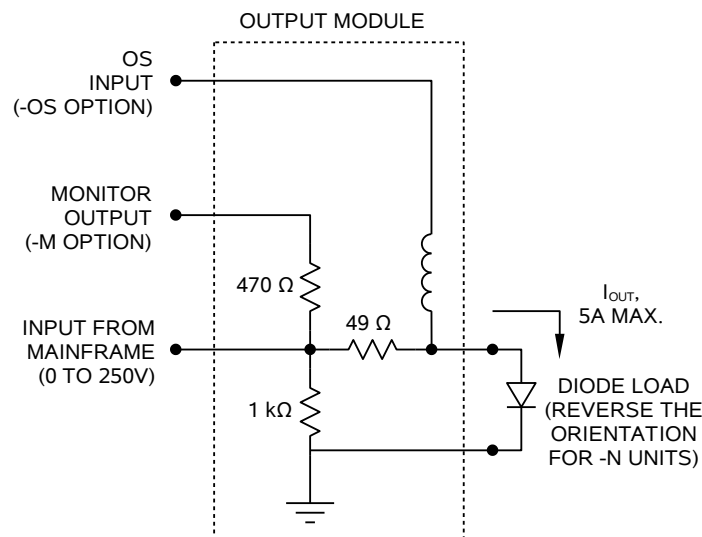 OUTPUT MODULE
OS
INPUT
(-OS OPTION)
MONITOR
OUTPUT
(-M OPTION)
470 Ω
49 Ω
I_OUT,
5A MAX.
INPUT FROM
MAINFRAME
(0 TO 250V)
1 kΩ
DIODE LOAD
(REVERSE THE
ORIENTATION
FOR -N UNITS)